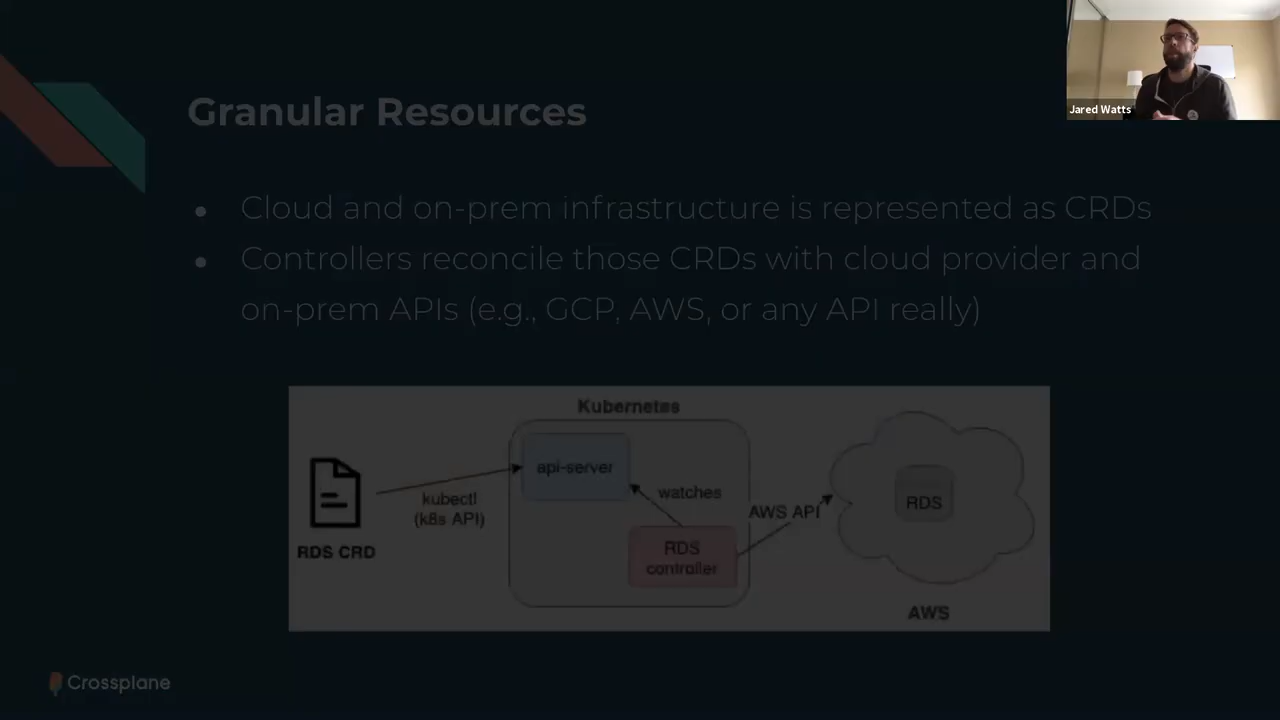 Jared Watts
Granular Resources
● Cloud and on-prem infrastructure is represented as CRDs
● Controllers reconcile those CRDs with cloud provider and
on-prem APIs (e.g., GCP, AWS, or any API really)
Kubernetes
api-server
kubectl
(k8s API)
watches
AWS API
RDS
RDS CRD
RDS
controller
AWS
Crossplane